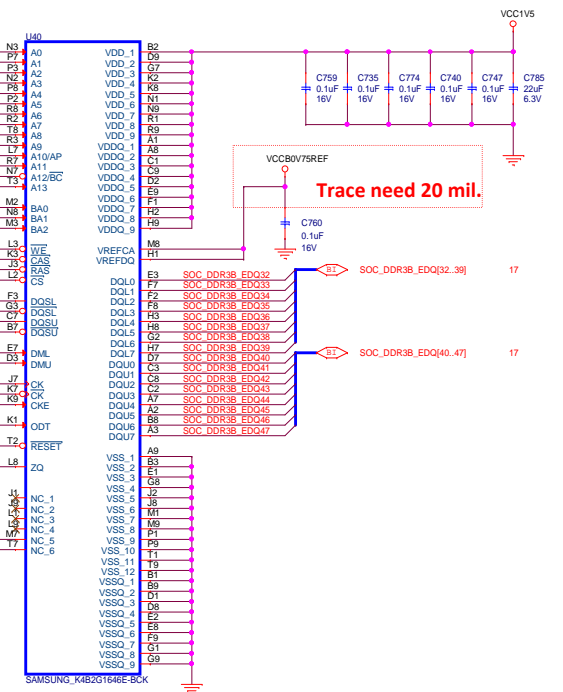 VCC1V5
U40
N3 A0 VDD_1 B2
P7 A1 VDD_2 D9
P3 A2 VDD_3 G7
N2 A3 VDD_4 K2
P8 A4 VDD_5 K8
P2 A5 VDD_6 N1
R8 A6 VDD_7 N9
R2 A7 VDD_8 R1
T8 A8 VDD_9 R9
R3 A9 VDDQ_1 A1
L7 A10/AP VDDQ_2 A8
R7 A11 VDDQ_3 C1
N7 A12/BC VDDQ_4 C9
T3 A13 VDDQ_5 D2
VDDQ_6 E9
M2 BA0 VDDQ_7 F1
N8 BA1 VDDQ_8 H2
M3 BA2 VDDQ_9 H9
C759 C735 C774 C740 C747 C785
0.1uF 0.1uF 0.1uF 0.1uF 0.1uF 22uF
16V 16V 16V 16V 16V 6.3V
VCCB0V75REF
Trace need 20 mil.
C760
0.1uF
16V
L3 WE VREFCA M8
K3 CAS VREFDQ H1
J3 RAS
L2 CS
DQL0 E3 SOC_DDR3B_EDQ32
DQL1 F7 SOC_DDR3B_EDQ33
F3 DQSL DQL2 F2 SOC_DDR3B_EDQ34
G3 DQSL DQL3 F8 SOC_DDR3B_EDQ35
C7 DQSU DQL4 H3 SOC_DDR3B_EDQ36
B7 DQSU DQL5 H8 SOC_DDR3B_EDQ37
DQL6 G2 SOC_DDR3B_EDQ38
E7 DML DQL7 H7 SOC_DDR3B_EDQ39
D3 DMU DQU0 D7 SOC_DDR3B_EDQ40
DQU1 C3 SOC_DDR3B_EDQ41
J7 CK DQU2 C8 SOC_DDR3B_EDQ42
K7 CK DQU3 C2 SOC_DDR3B_EDQ43
K9 CKE DQU4 A7 SOC_DDR3B_EDQ44
DQU5 A2 SOC_DDR3B_EDQ45
K1 ODT DQU6 B8 SOC_DDR3B_EDQ46
DQU7 A3 SOC_DDR3B_EDQ47
BI SOC_DDR3B_EDQ[32..39] 17
BI SOC_DDR3B_EDQ[40..47] 17
T2 RESET
L8 ZQ
VSS_1 A9
VSS_2 B3
VSS_3 E1
VSS_4 G8
J1 NC_1 VSS_5 J2
J9 NC_2 VSS_6 J8
L1 NC_3 VSS_7 M1
L9 NC_4 VSS_8 M9
M7 NC_5 VSS_9 P1
T7 NC_6 VSS_10 P9
VSS_11 T1
VSS_12 T9
VSSQ_1 B1
VSSQ_2 B9
VSSQ_3 D1
VSSQ_4 D8
VSSQ_5 E2
VSSQ_6 E8
VSSQ_7 F9
VSSQ_8 G1
VSSQ_9 G9
SAMSUNG_K4B2G1646E-BCK